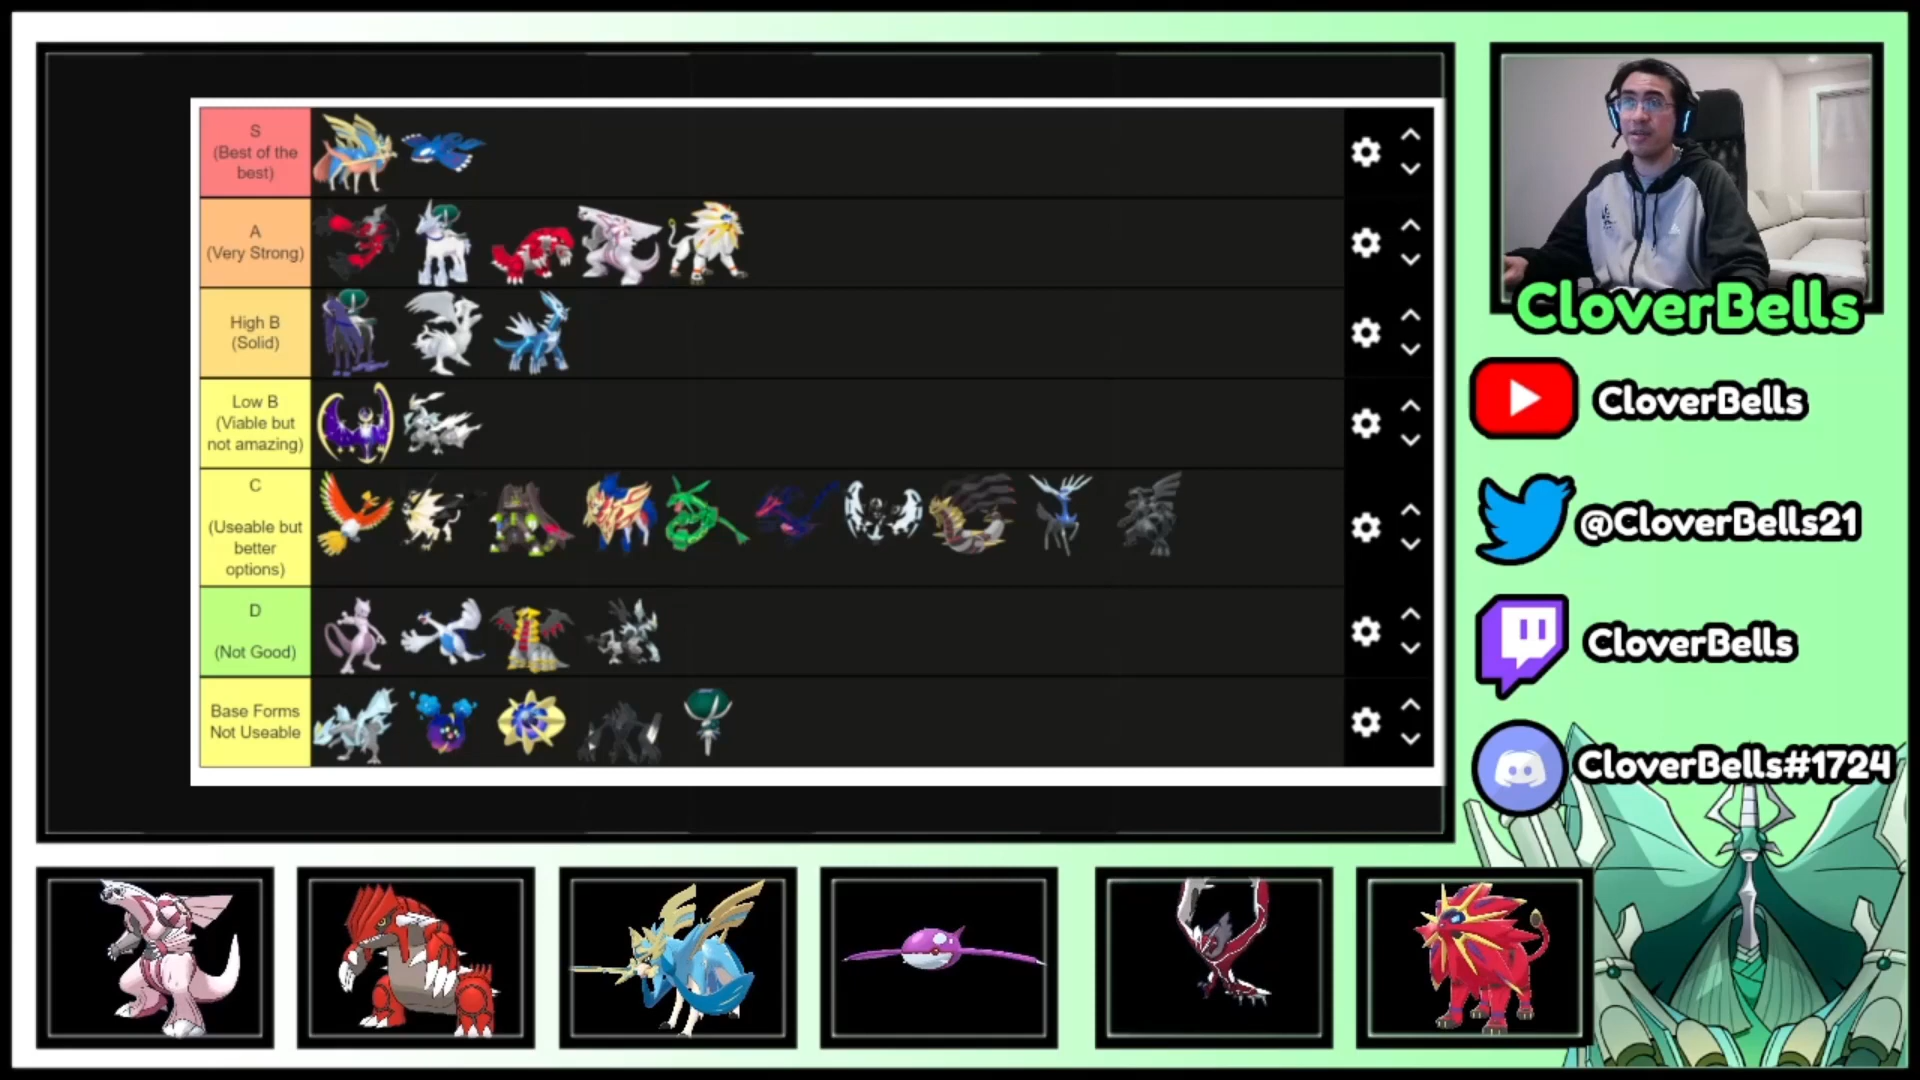 S
(Best of the
best)
A
(Very Strong)
High B
(Solid)
Low B
(Viable but
not amazing)
C
(Useable but
better
options)
D
(Not Good)
Base Forms
Not Useable
CloverBells
CloverBells
@CloverBells21
CloverBells
CloverBells#1724